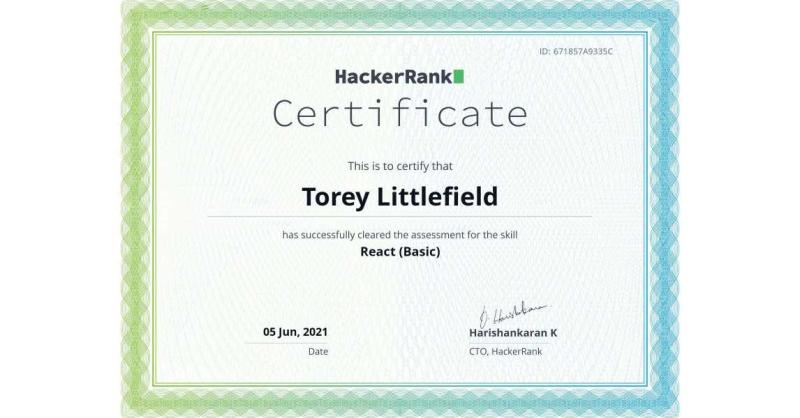 ID: 671857A9335C
HackerRank
Certificate
This is to certify that
Torey Littlefield
has successfully cleared the assessment for the skill
React (Basic)
05 Jun, 2021
Date
Harishankaran K
CTO, HackerRank